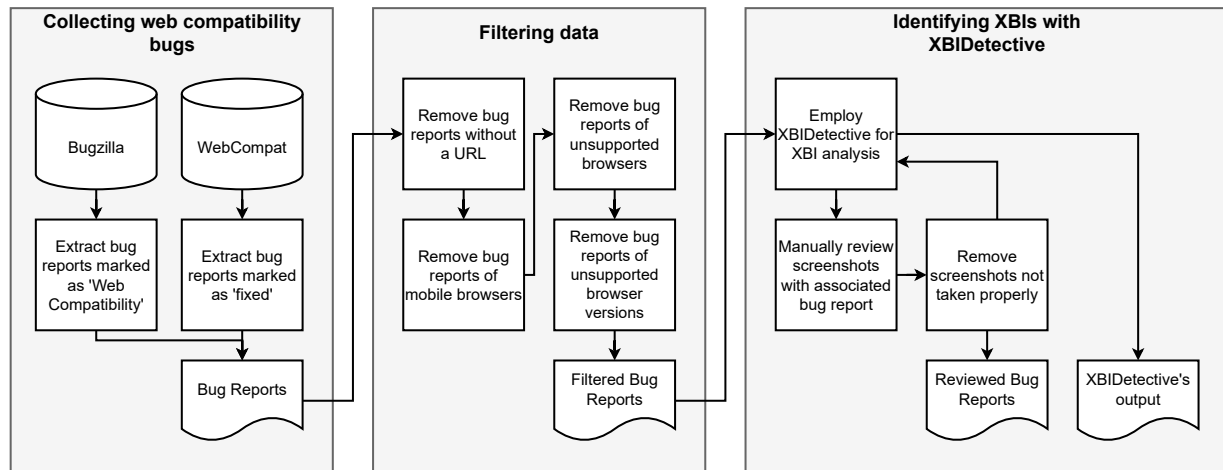 Collecting web compatibility
bugs
Bugzilla
WebCompat
Extract bug
reports marked
as 'Web
Compatibility'
Extract bug
reports marked
as 'fixed'
Bug Reports
Filtering data
Remove bug
reports without
a URL
Remove bug
reports of
mobile browsers
Remove bug
reports of
unsupported
browsers
Remove bug
reports of
unsupported
browser
versions
Filtered Bug
Reports
Identifying XBIs with
XBIDetective
Employ
XBIDetective for
XBI analysis
Manually review
screenshots
with associated
bug report
Remove
screenshots not
taken properly
Reviewed Bug
Reports
XBIDetective's
output